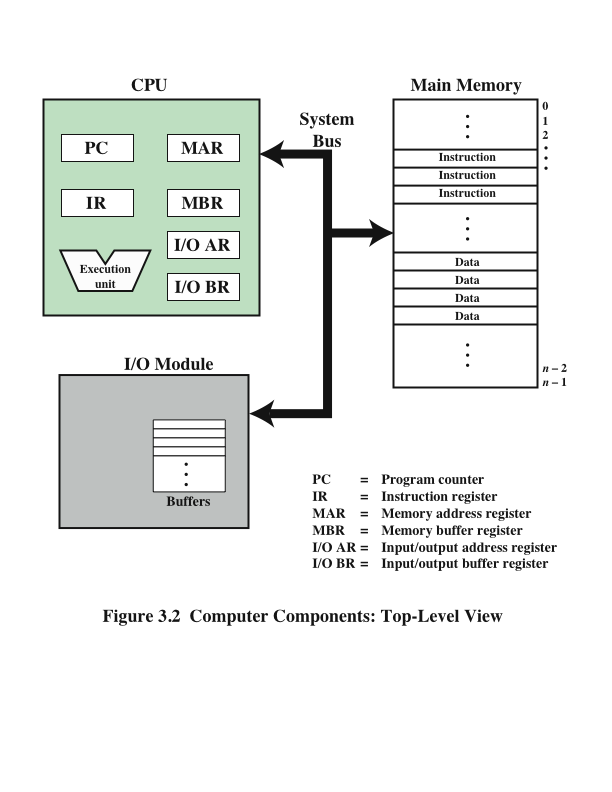 CPU
PC
MAR
IR
MBR
I/O AR
Execution
unit
I/O BR
System
Bus
Main Memory
0
1
2
Instruction
Instruction
Instruction
Data
Data
Data
Data
n – 2
n – 1
I/O Module
Buffers
PC = Program counter
IR = Instruction register
MAR = Memory address register
MBR = Memory buffer register
I/O AR = Input/output address register
I/O BR = Input/output buffer register
Figure 3.2 Computer Components: Top-Level View